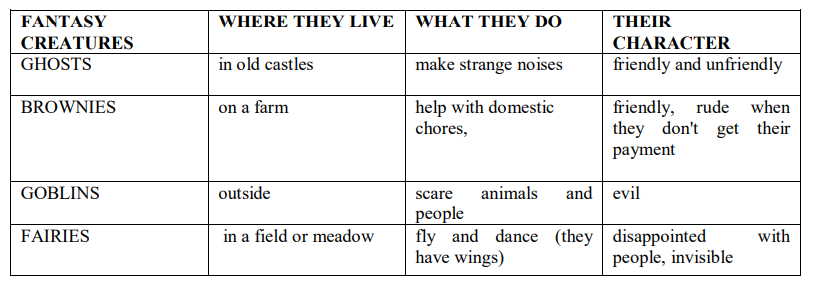 FANTASY CREATURES
WHERE THEY LIVE
WHAT THEY DO
THEIR CHARACTER
GHOSTS
in old castles
make strange noises
friendly and unfriendly
BROWNIES
on a farm
help with domestic
chores,
friendly, rude when
they don't get their
payment
GOBLINS
outside
scare animals and
people
evil
FAIRIES
in a field or meadow
fly and dance (they
have wings)
disappointed with
people, invisible